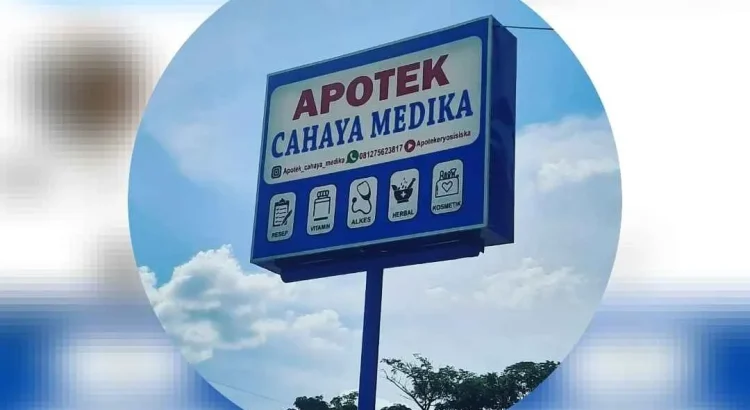 APOTEK
CAHAYA MEDIKA
Apotek_cahaya_medika 081275623817 Apotekeryosisiska
RESEP VITAMIN ALKES HERBAL KOSMETIK